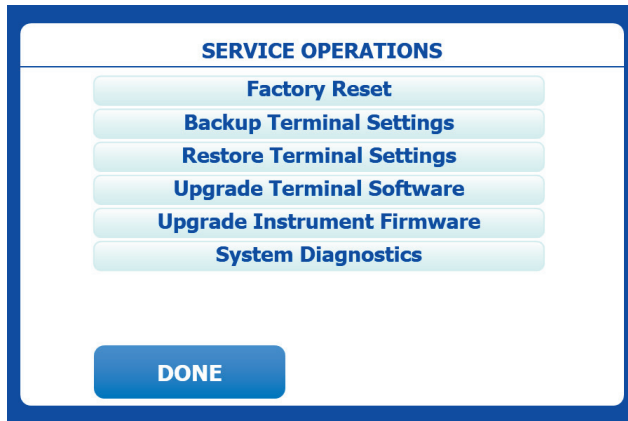 SERVICE OPERATIONS
Factory Reset
Backup Terminal Settings
Restore Terminal Settings
Upgrade Terminal Software
Upgrade Instrument Firmware
System Diagnostics
DONE